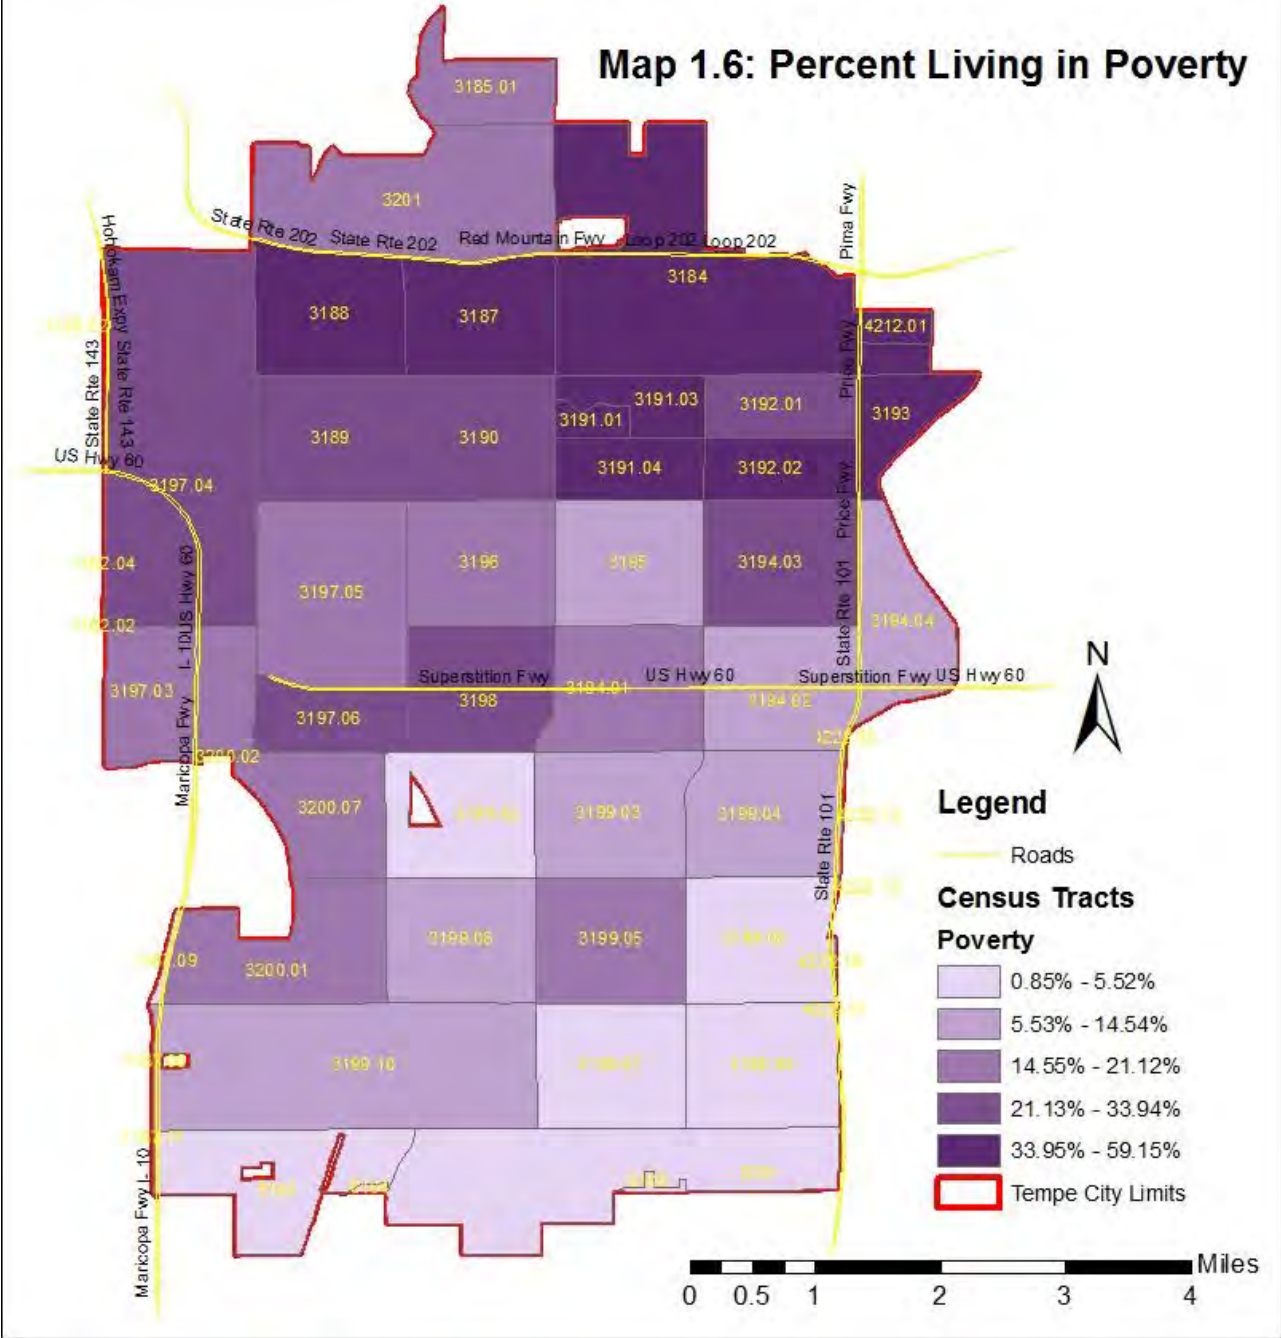 Map 1.6: Percent Living in Poverty
3185.01
3201
State Rte 202
State Rte 202
Red Mountain Fwy
Loop 202
Loop 202
Pima Fwy
Hohokam Expy
State Rte 143
State Rte 143
3184
3188
3187
4212.01
Price Fwy
3191.03
3192.01
3191.01
3193
3189
3190
3191.04
3192.02
US Hwy 60
3197.04
Price Fwy
3196
3195
3194.03
3197.05
State Rte 101
3194.04
I- 10
US Hwy 60
3197.03
Superstition Fwy
3194.01
US Hwy 60
Superstition Fwy
US Hwy 60
3198
3194.02
3197.06
Maricopa Fwy
3200.02
3200.07
3199.03
3199.04
State Rte 101
3199.05
3200.01
3199.10
Maricopa Fwy
I- 10
N
Legend
Roads
Census Tracts
Poverty
0.85% - 5.52%
5.53% - 14.54%
14.55% - 21.12%
21.13% - 33.94%
33.95% - 59.15%
Tempe City Limits
Miles
0 0.5 1 2 3 4